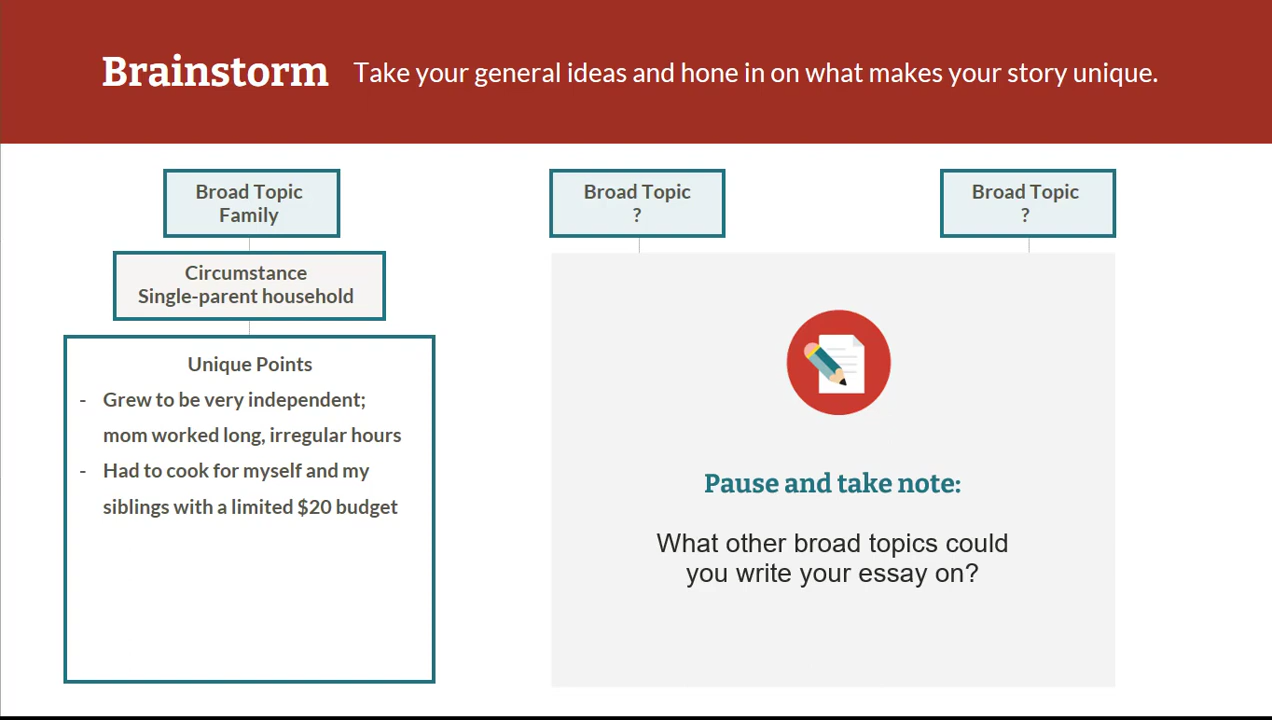 Brainstorm Take your general ideas and hone in on what makes your story unique.
Broad Topic
Family
Circumstance
Single-parent household
Unique Points
- Grew to be very independent;
mom worked long, irregular hours
- Had to cook for myself and my
siblings with a limited $20 budget
Broad Topic
?
Broad Topic
?
Pause and take note:
What other broad topics could
you write your essay on?